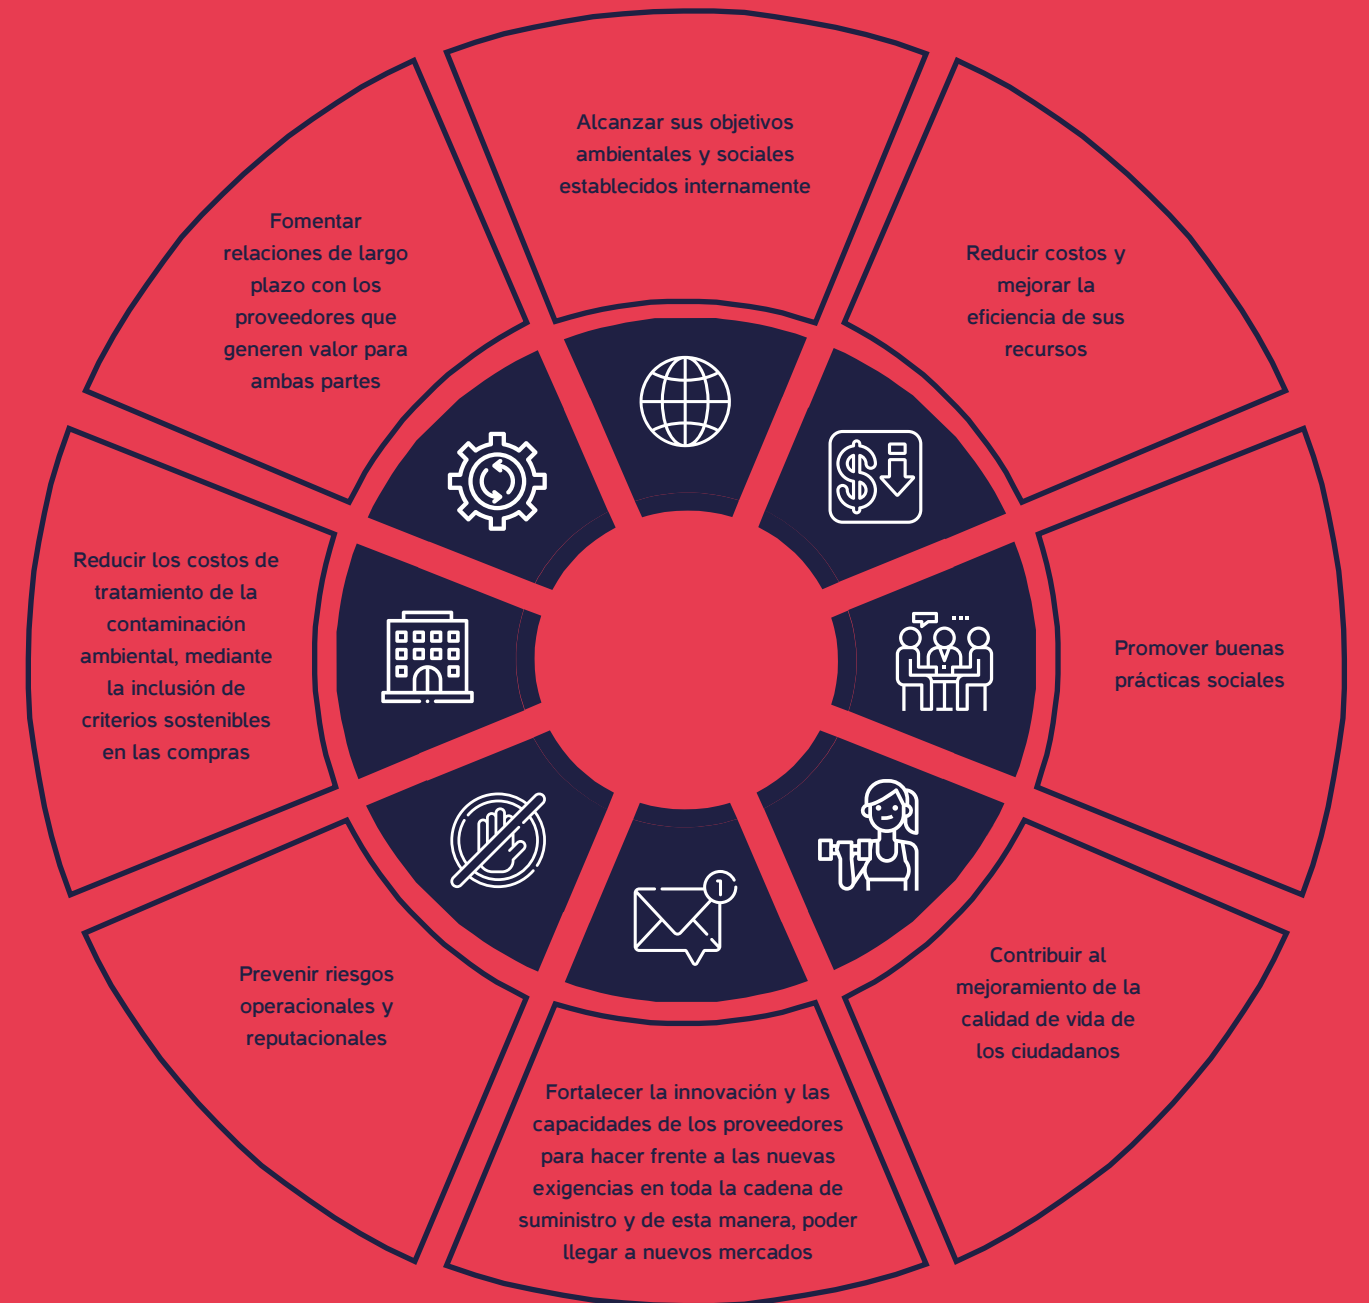 Alcanzar sus objetivos
ambientales y sociales
establecidos internamente
Reducir costos y
mejorar la
eficiencia de sus
recursos
Promover buenas
prácticas sociales
Contribuir al
mejoramiento de la
calidad de vida de
los ciudadanos
Fortalecer la innovación y las
capacidades de los proveedores
para hacer frente a las nuevas
exigencias en toda la cadena de
suministro y de esta manera, poder
llegar a nuevos mercados
Prevenir riesgos
operacionales y
reputacionales
Reducir los costos de
tratamiento de la
contaminación
ambiental, mediante
la inclusión de
criterios sostenibles
en las compras
Fomentar
relaciones de largo
plazo con los
proveedores que
generen valor para
ambas partes
$
1